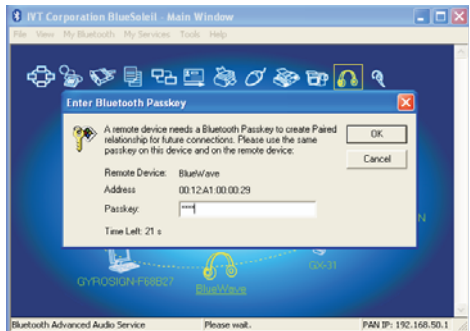 IVT Corporation BlueSoleil - Main Window
File View My Bluetooth My Services Tools Help
Enter Bluetooth Passkey
A remote device needs a Bluetooth Passkey to create Paired
relationship for future connections. Please use the same
passkey on this device and on the remote device:
OK
Cancel
Remote Device: BlueWave
Address 00:12:A1:00:00:29
Passkey: ****
Time Left: 21 s
N
GYROSIGN-F68B27
BlueWave
GX-31
Bluetooth Advanced Audio Service Please wait. PAN IP: 192.168.50.1